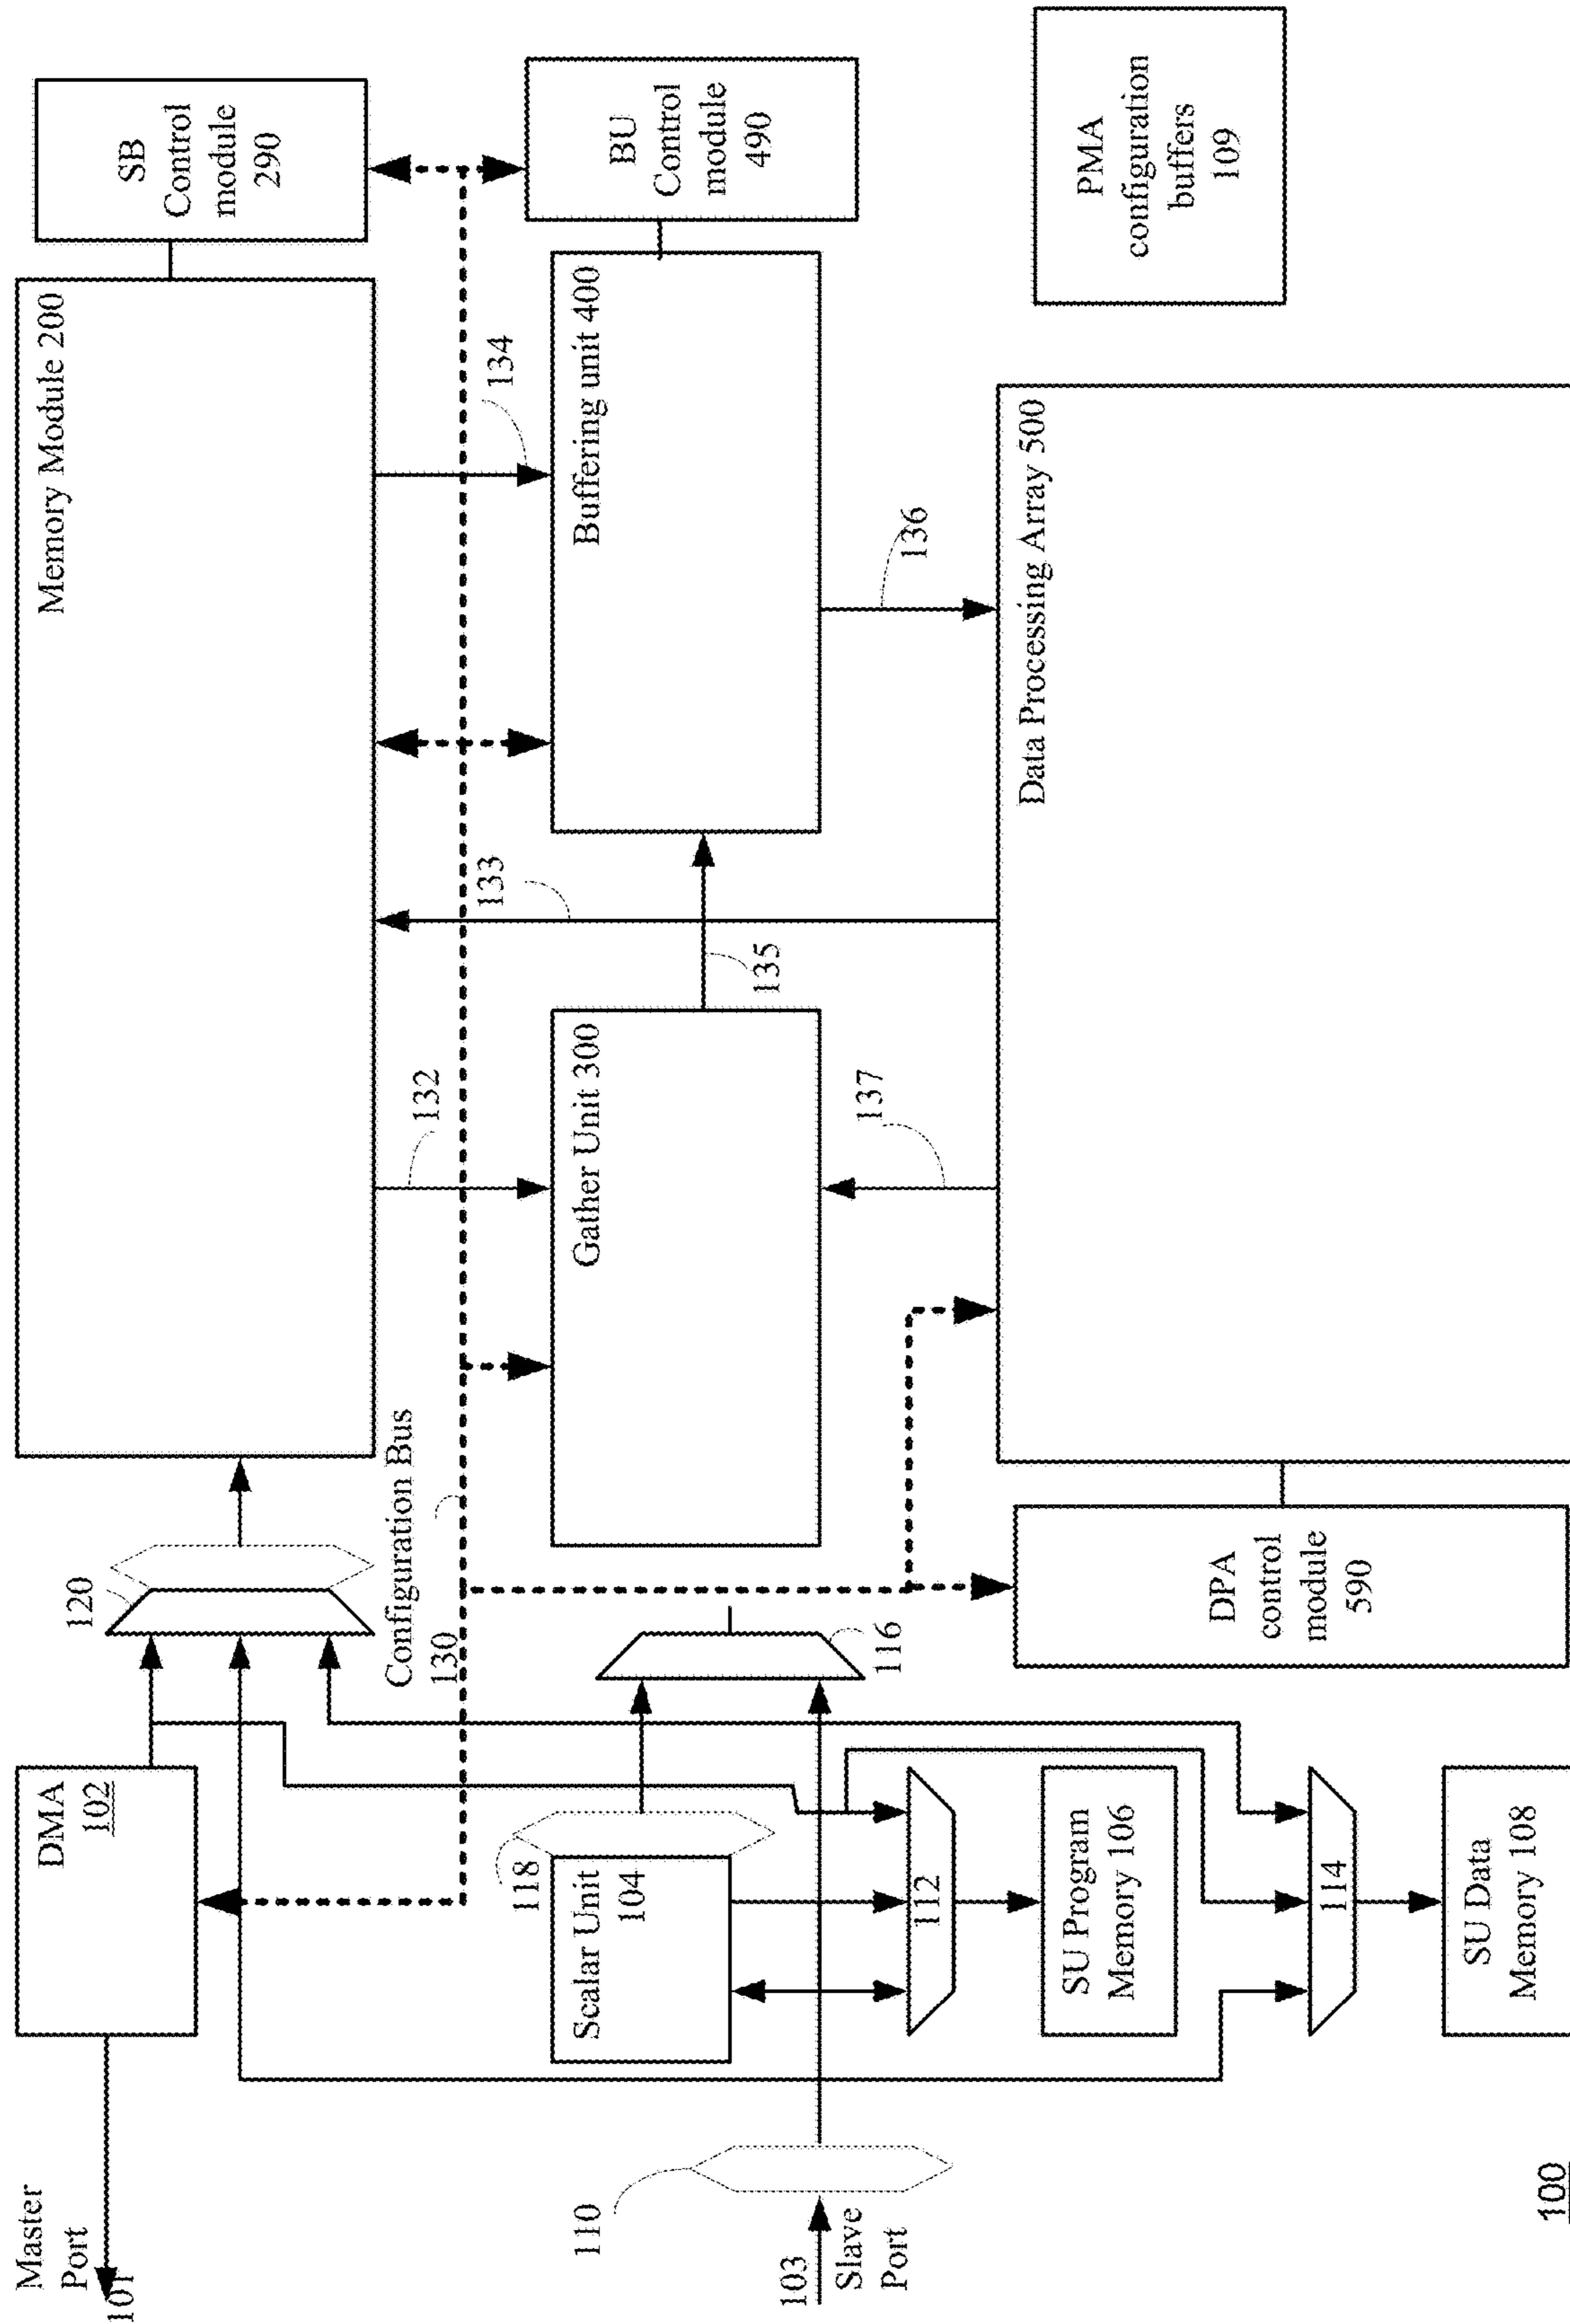 Master
Port
101
DMA
102
120
Memory Module 200
SB
Control
module
290
Configuration Bus
130
132
133
134
110
103
Slave
Port
118
Scalar Unit
104
116
Gather Unit 300
135
Buffering unit 400
BU
Control
module
490
112
137
136
SU Program
Memory 106
114
SU Data
Memory 108
DPA
control
module
590
Data Processing Array 500
PMA
configuration
buffers
109
100